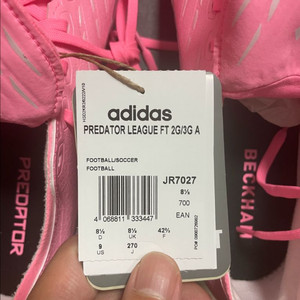 adidas
PREDATOR LEAGUE FT 2G/3G A
FOOTBALL/SOCCER
FOOTBALL
JR7027
8½
700
EAN
4 066811 333447
8½ 8½ 42⅔
D UK F
9 270
US J
PREDATOR
BECKHAM